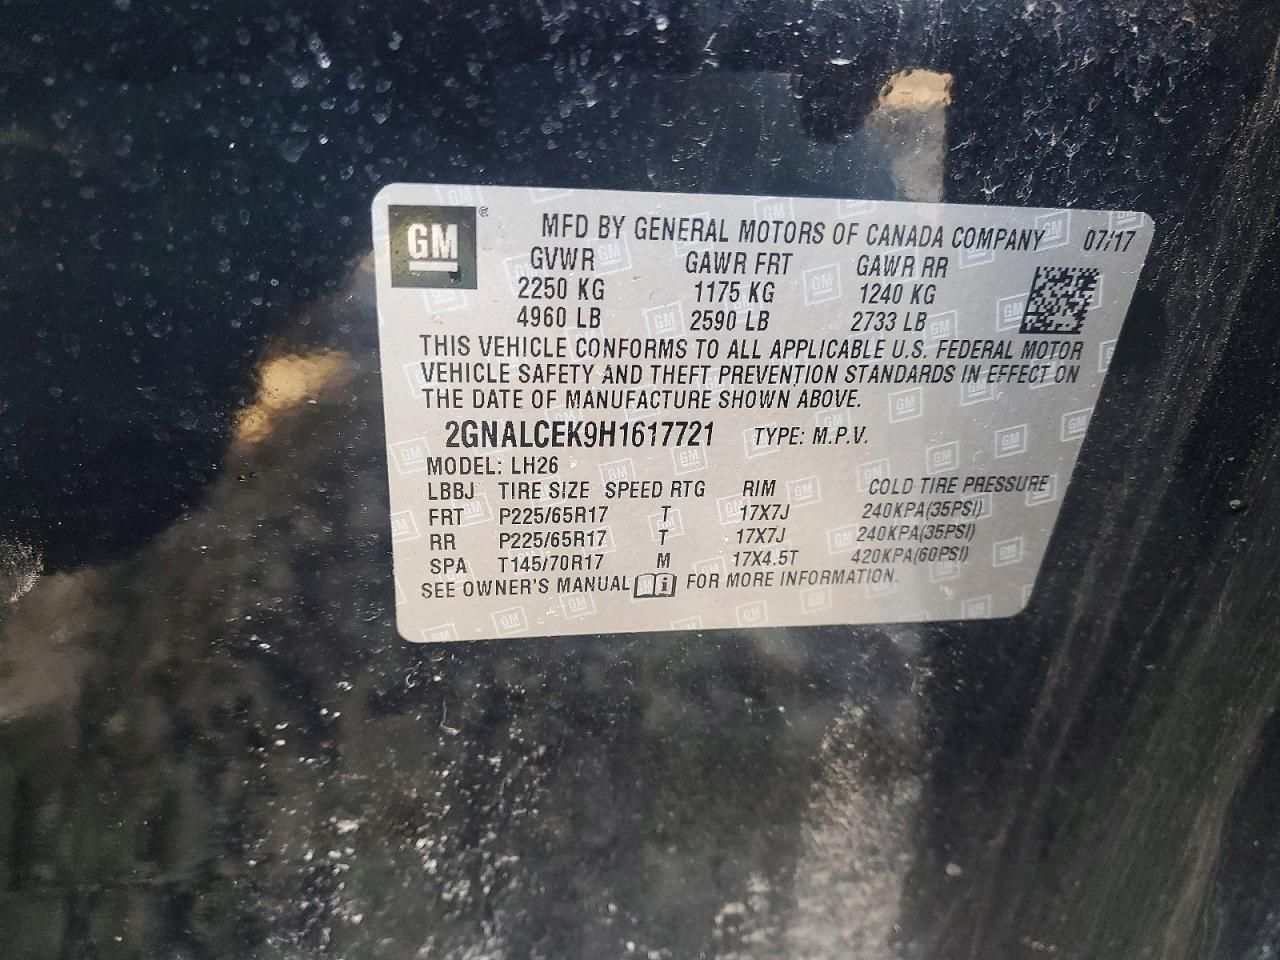 GM ® MFD BY GENERAL MOTORS OF CANADA COMPANY 07/17
GVWR GAWR FRT GAWR RR
2250 KG 1175 KG 1240 KG
4960 LB 2590 LB 2733 LB
THIS VEHICLE CONFORMS TO ALL APPLICABLE U.S. FEDERAL MOTOR
VEHICLE SAFETY AND THEFT PREVENTION STANDARDS IN EFFECT ON
THE DATE OF MANUFACTURE SHOWN ABOVE.
2GNALCEK9H1617721 TYPE: M.P.V.
MODEL: LH26
LBBJ TIRE SIZE SPEED RTG RIM COLD TIRE PRESSURE
FRT P225/65R17 T 17X7J 240KPA(35PSI)
RR P225/65R17 T 17X7J 240KPA(35PSI)
SPA T145/70R17 M 17X4.5T 420KPA(60PSI)
SEE OWNER'S MANUAL i FOR MORE INFORMATION.